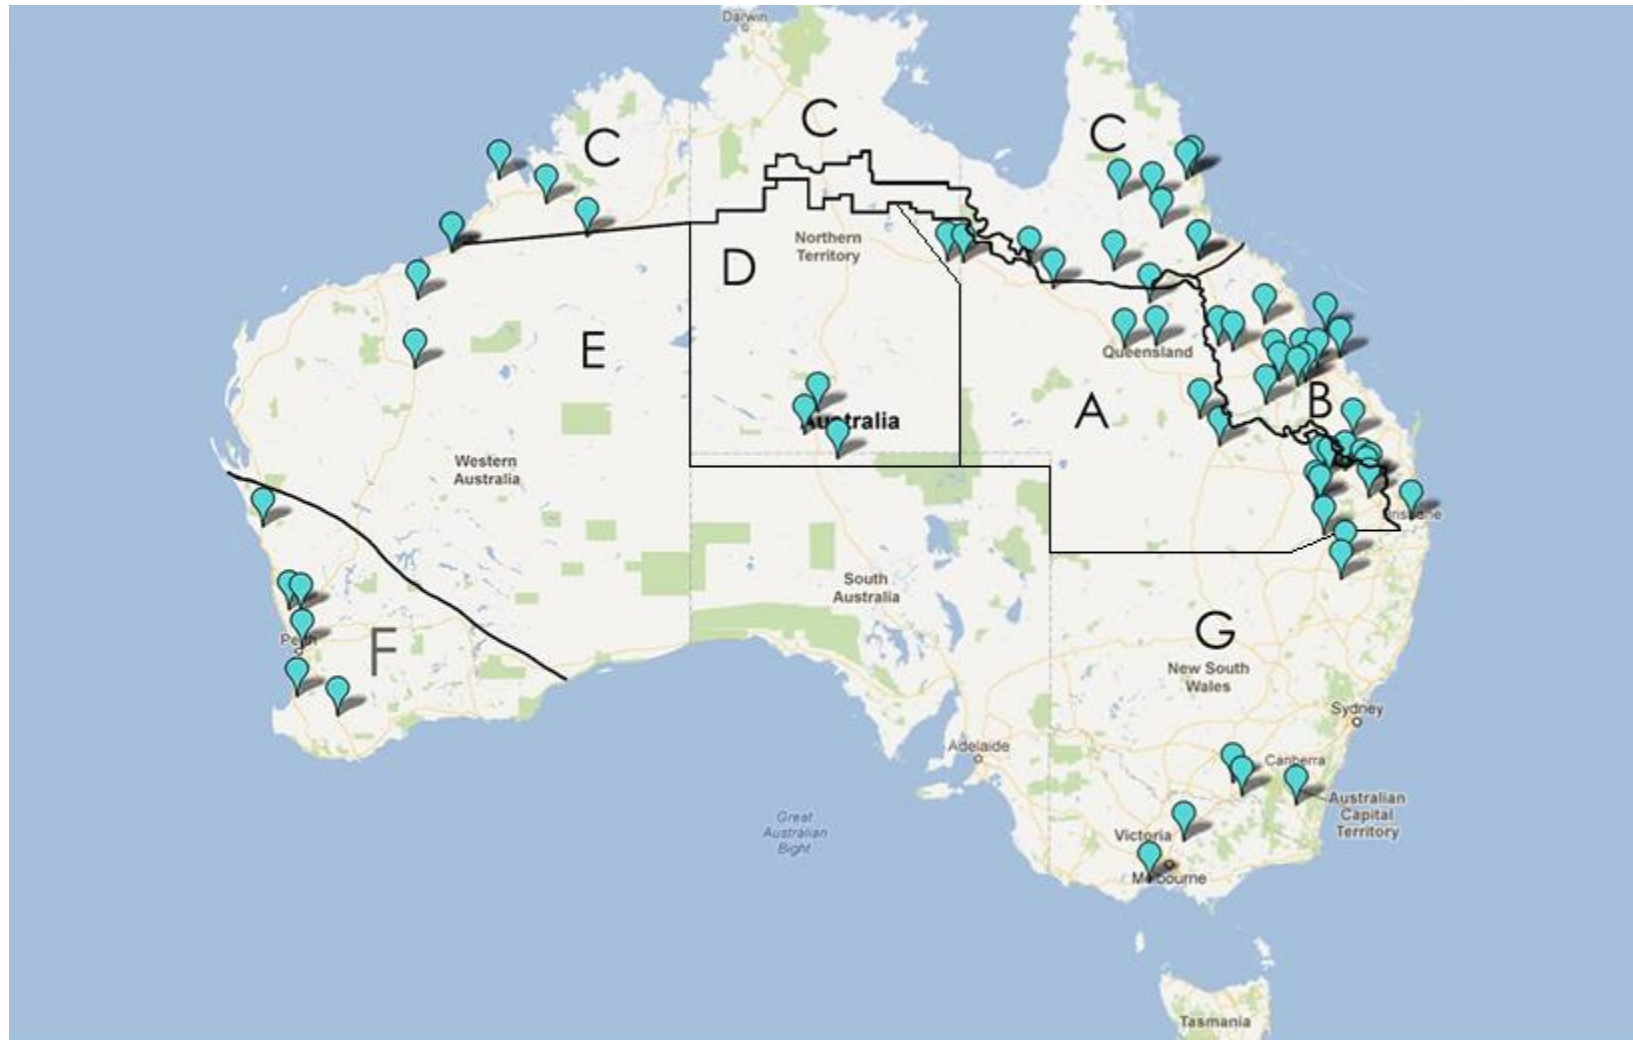 Darwin
C
C
C
Northern
Territory
D
E
Queensland
A
B
Australia
Western
Australia
South
Australia
Perth
F
G
New South
Wales
Sydney
Adelaide
Canberra
Australian
Capital
Territory
Great
Australian
Bight
Victoria
Melbourne
Tasmania